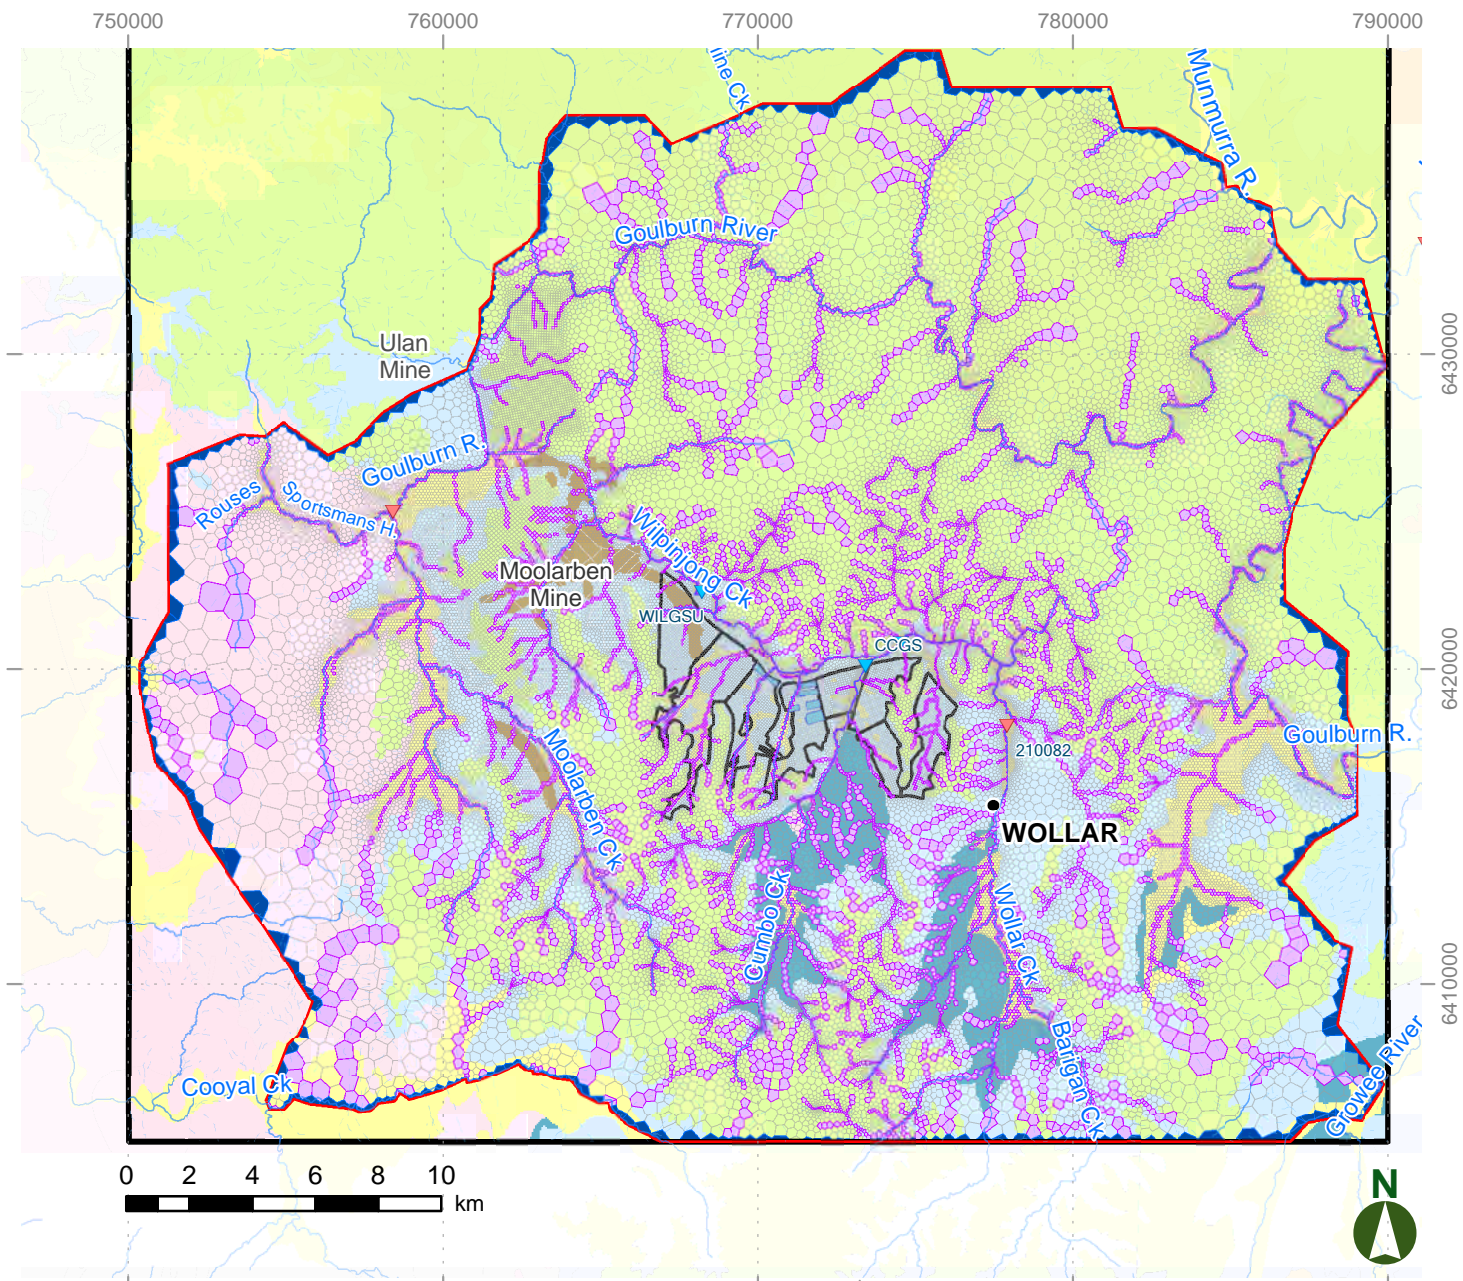 750000
760000
770000
780000
790000
Munmurra R.
Goulburn River
6430000
Ulan
Mine
Goulburn R.
Rouses
Sportsmans H.
Wilpinjong Ck
Moolarben
Mine
WILGSU
CCGS
6420000
Goulburn R.
210082
Moolarben Ck
WOLLAR
Cumbo Ck
Wollar Ck
6410000
Barigan Ck
Growee River
Cooyal Ck
0
2
4
6
8
10
km
N